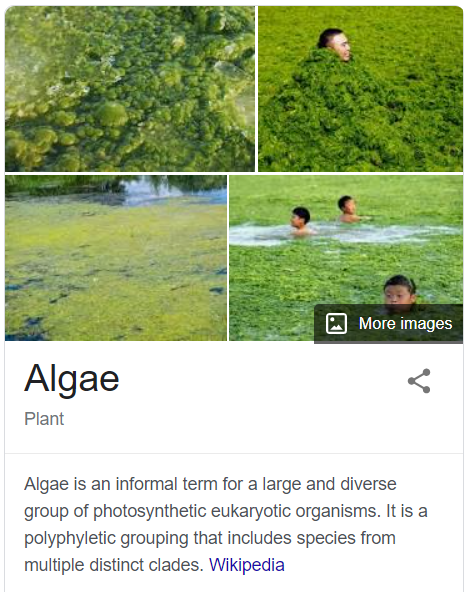 More images
Algae
Plant
Algae is an informal term for a large and diverse
group of photosynthetic eukaryotic organisms. It is a
polyphyletic grouping that includes species from
multiple distinct clades. Wikipedia